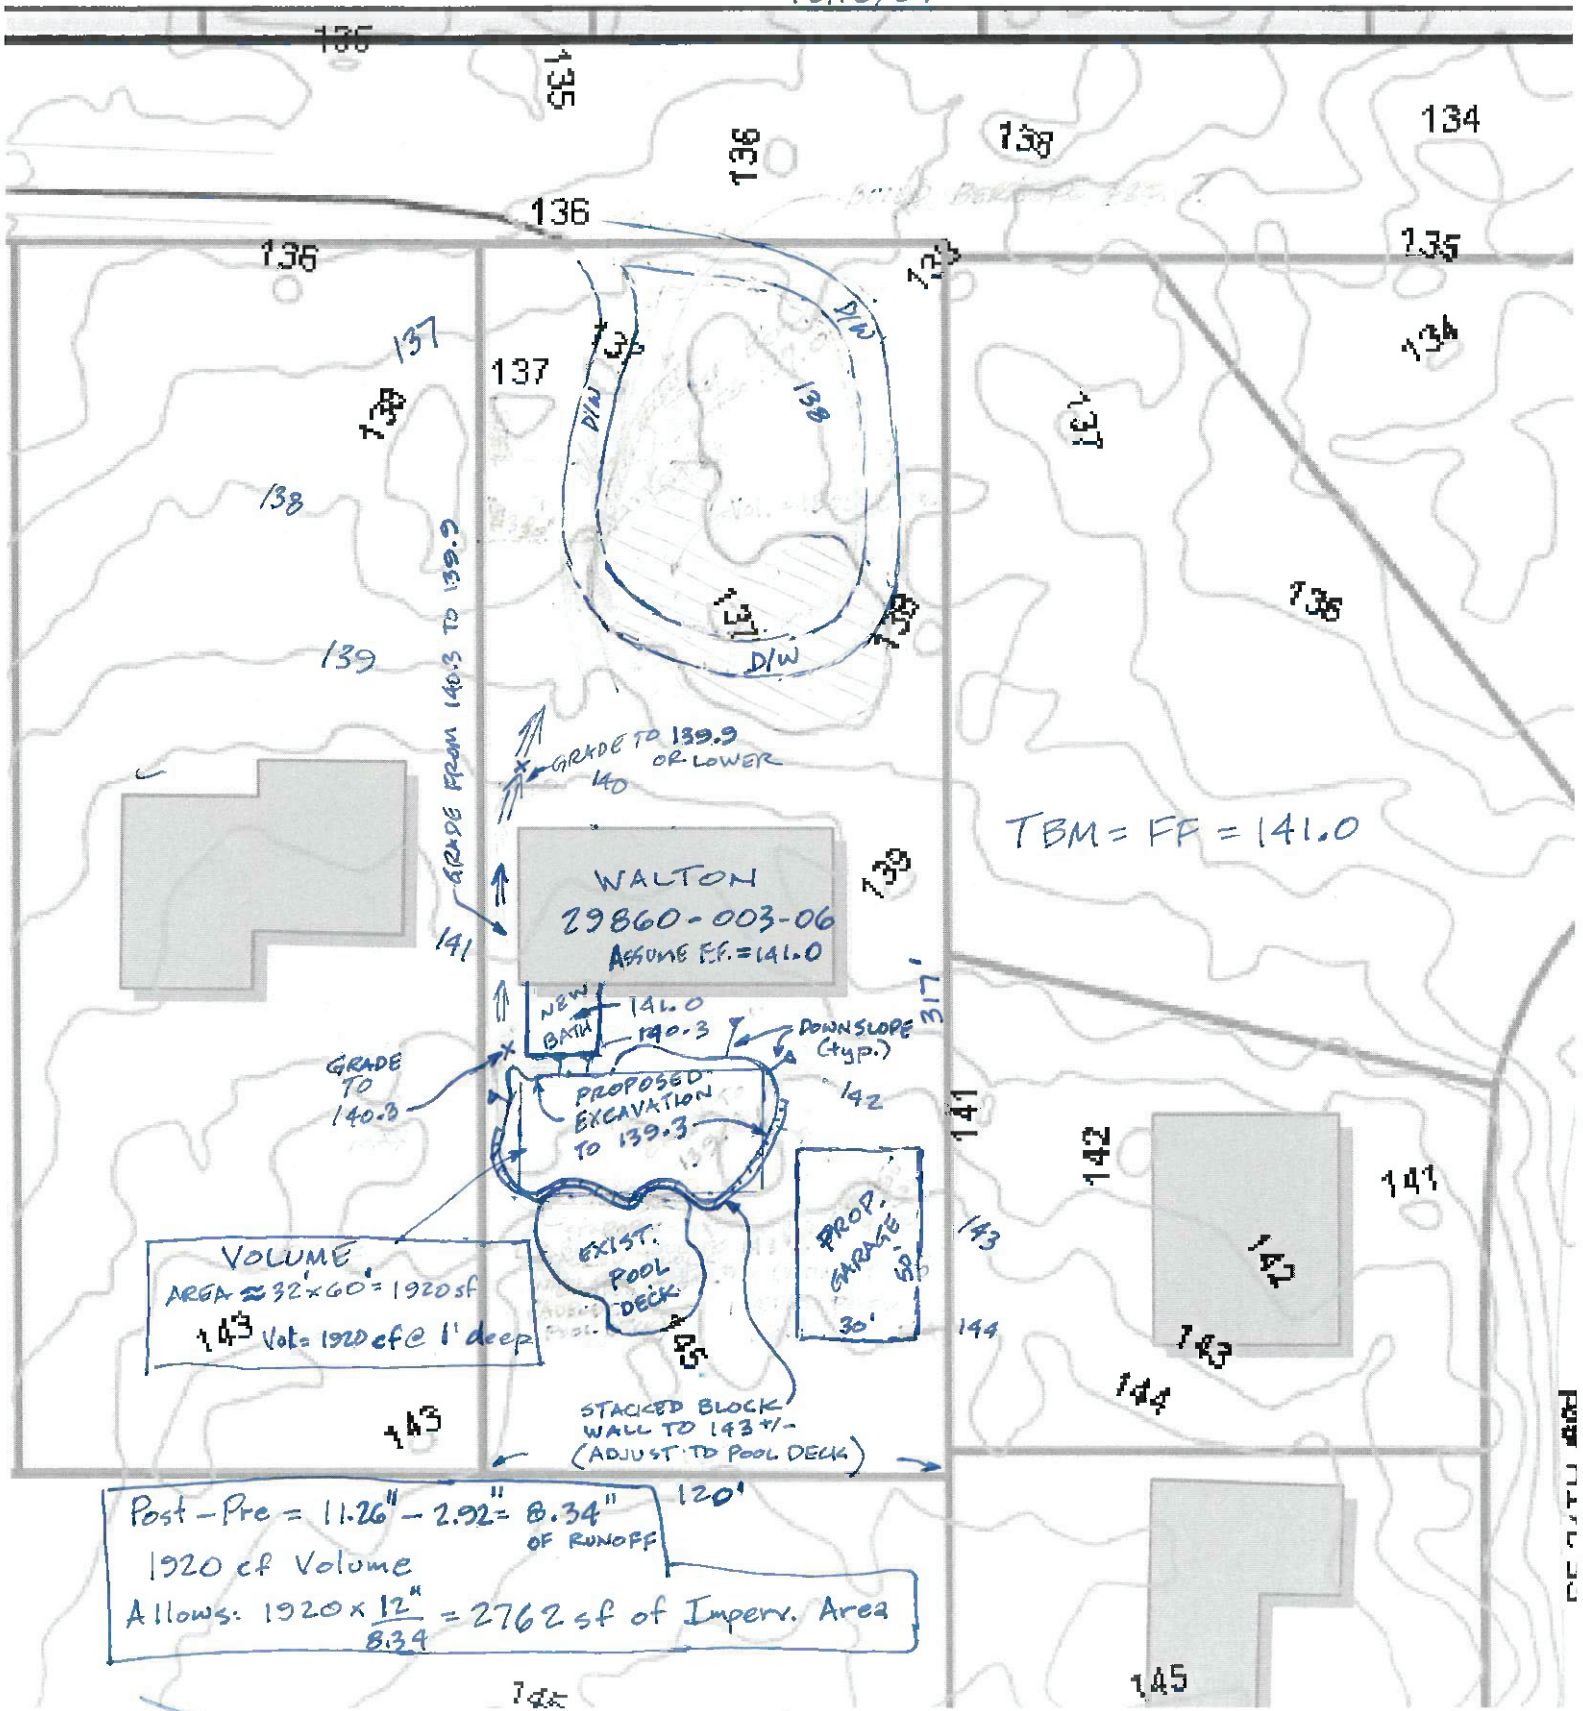 136
135
136
138
134
136
136
135
137
138
137
D/W
D/W
138
134
137
138
GRADE FROM 140.3 TO 139.9
137
138
136
139
D/W
GRADE TO 139.9
OR LOWER
140
TBM = FF = 141.0
WALTON
29860-003-06
ASSUME F.F. = 141.0
139
141
317'
NEW
BATH
141.0
140.3
DOWNSLOPE
(typ.)
GRADE
TO
140.3
PROPOSED
EXCAVATION
TO 139.3
142
141
142
141
PROP.
GARAGE
50'
30'
143
142
EXIST.
POOL
DECK
VOLUME
AREA ≈ 32' x 60' = 1920 sf
143
Vol = 1920 cf @ 1' deep
145
144
143
144
STACKED BLOCK
WALL TO 143 +/-
(ADJUST TO POOL DECK)
143
120'
Post - Pre = 11.26" - 2.92" = 8.34"
OF RUNOFF
1920 cf Volume
Allows: 1920 x 12"/8.34 = 2762 sf of Imperv. Area
145